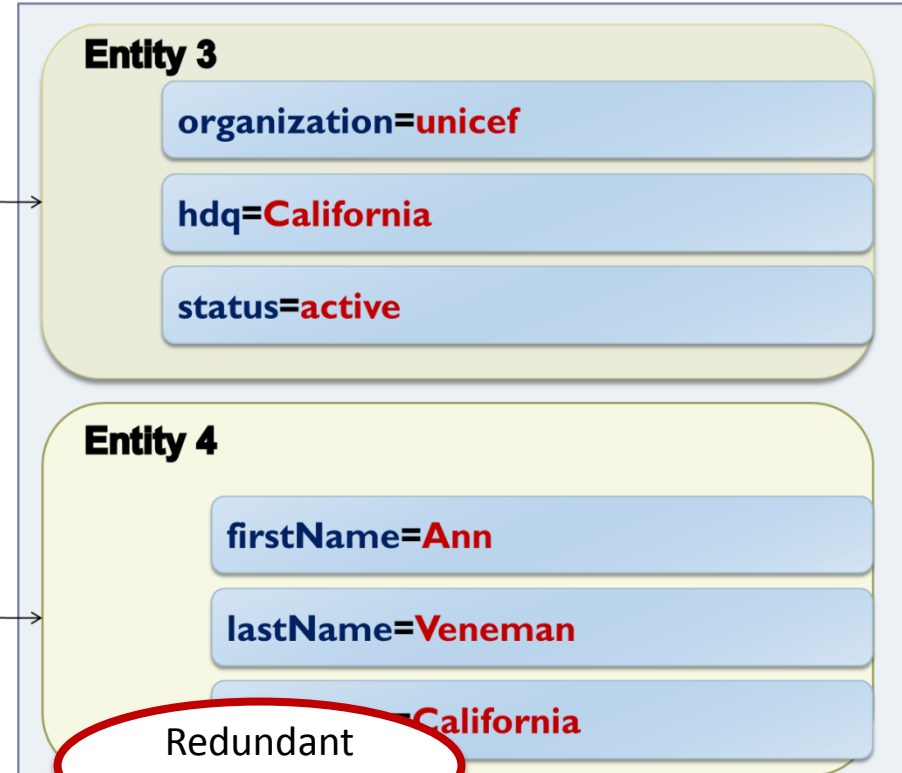 Entity 3
organization=unicef
hdq=California
status=active
Entity 4
firstName=Ann
lastName=Veneman
=California
Redundant